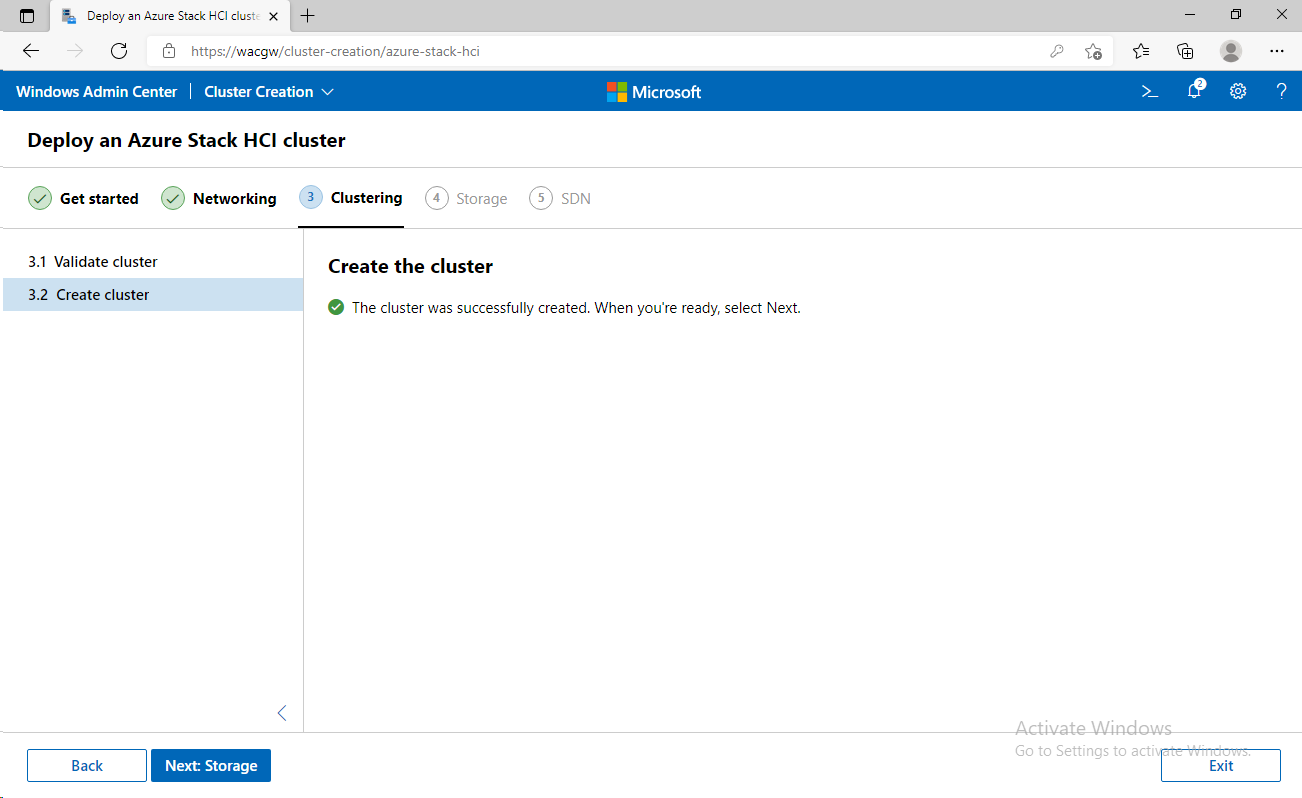 Deploy an Azure Stack HCI cluste
https://wacgw/cluster-creation/azure-stack-hci
Windows Admin Center | Cluster Creation
Microsoft
2
?
Deploy an Azure Stack HCI cluster
Get started
Networking
3 Clustering
4 Storage
5 SDN
3.1 Validate cluster
3.2 Create cluster
Create the cluster
The cluster was successfully created. When you're ready, select Next.
Activate Windows
Go to Settings to activate Windows.
Back
Next: Storage
Exit